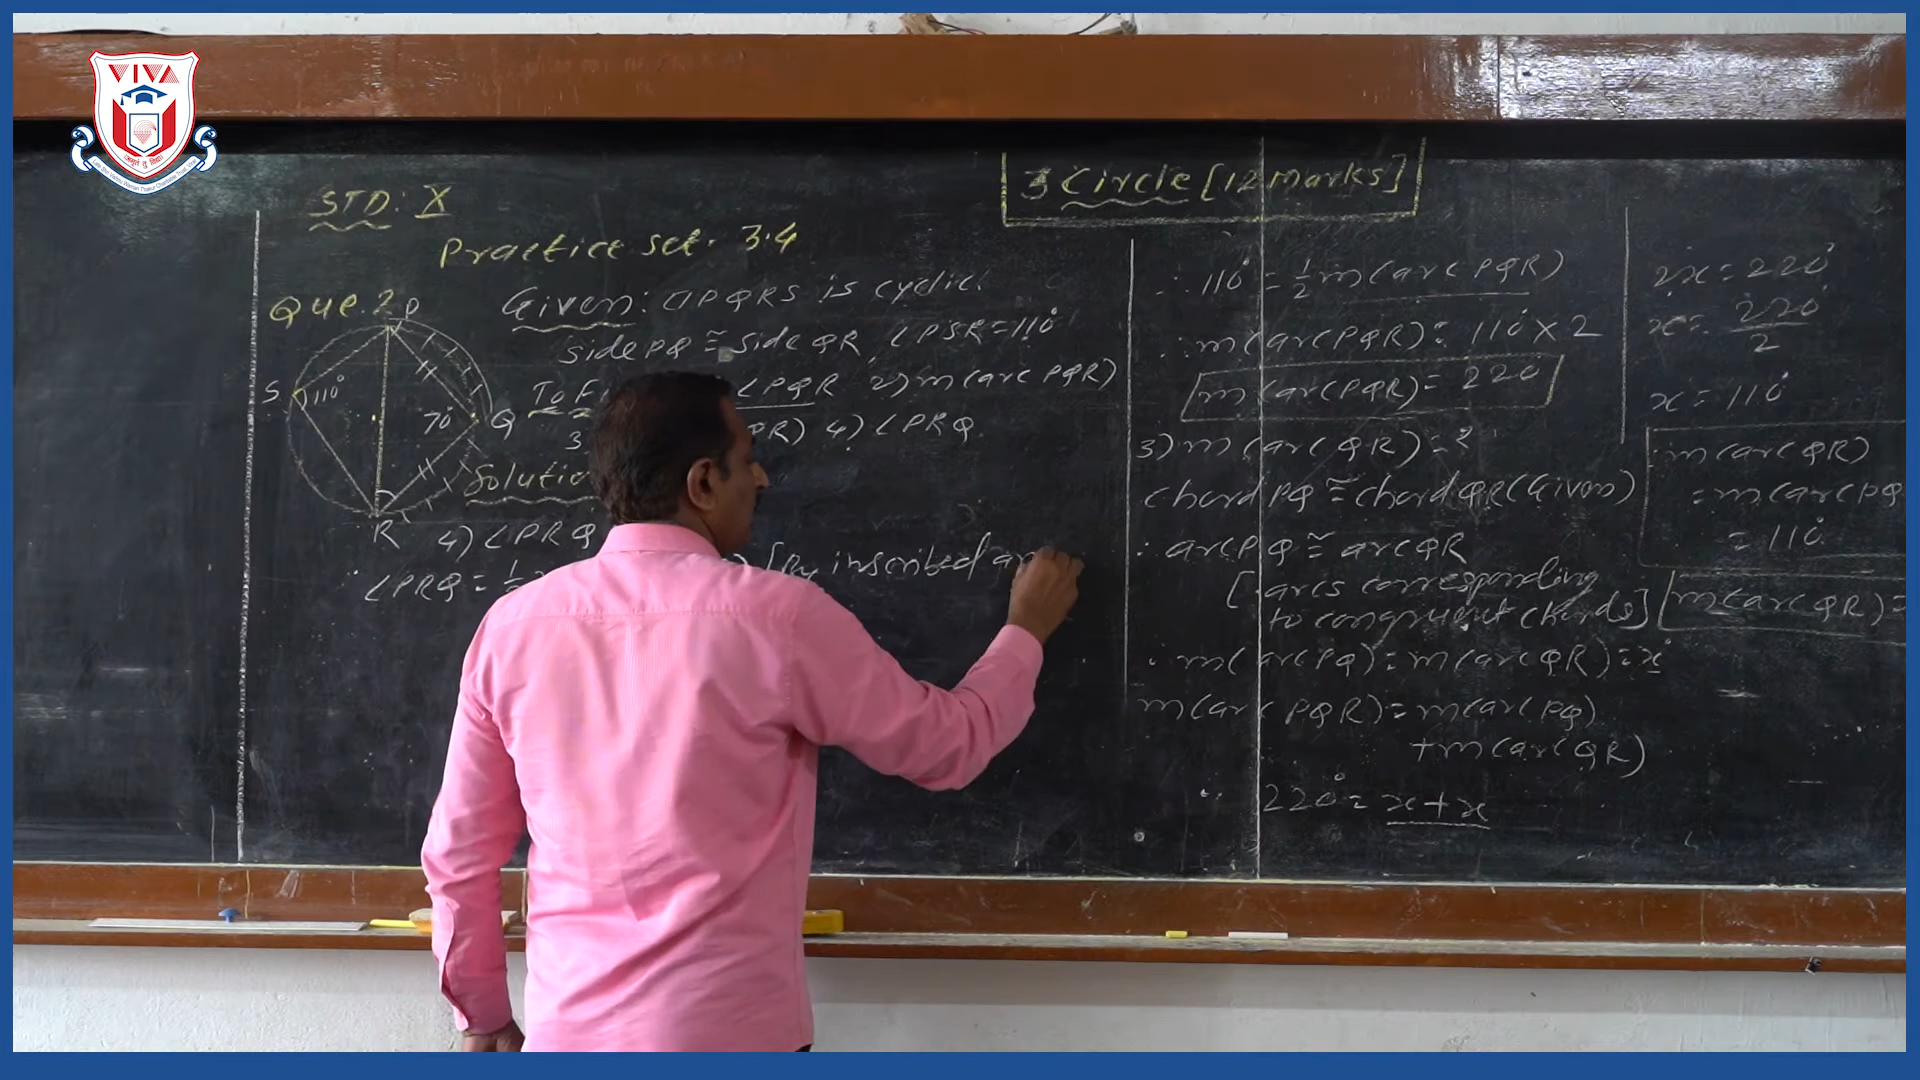 VIVA
STD: X
3 Circle [12 Marks]
Practice set. 3.4
Que. 2
Given: □PQRS is cyclic.
side PQ ≅ side QR, ∠PSR = 110°
To F ∠PQR 2) m(arc PQR)
3 QR) 4) ∠PRQ.
Solutio
4) ∠PRQ
∠PRQ = 1/2 [By inscribed an
P
S
110°
70°
Q
R
∴ 110° = 1/2 m(arc PQR)
∴ m(arc PQR) = 110° × 2
m(arc PQR) = 220°
3) m(arc QR) = ?
chord PQ ≅ chord QR (Given)
∴ arc PQ ≅ arc QR
[arcs corresponding
to congruent chords]
∴ m(arc PQ) = m(arc QR) = x
m(arc PQR) = m(arc PQ)
+ m(arc QR)
∴ 220° = x + x
2x = 220°
x = 220°/2
x = 110°
∴ m(arc QR)
= m(arc PQ
= 110°
m(arc QR) =